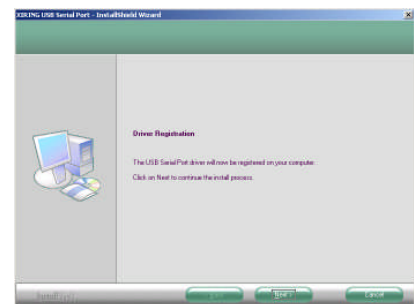 XIRING USB Serial Port - InstallShield Wizard
Driver Registration
The USB Serial Port driver will now be registered on your computer.
Click on Next to continue the install process.
InstallShield
Next >
Cancel